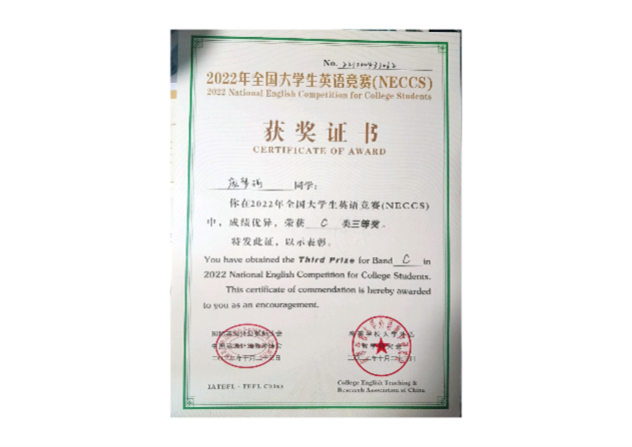 No.
2022年全国大学生英语竞赛(NECCS)
2022 National English Competition for College Students
获奖证书
CERTIFICATE OF AWARD
同学:
你在2022年全国大学生英语竞赛(NECCS)
中，成绩优异，荣获 C 类三等奖。
特发此证，以示表彰。
You have obtained the Third Prize for Band C in
2022 National English Competition for College Students.
This certificate of commendation is hereby awarded
to you as an encouragement.
IATEFL · TEFL China
College English Teaching &
Research Association of China